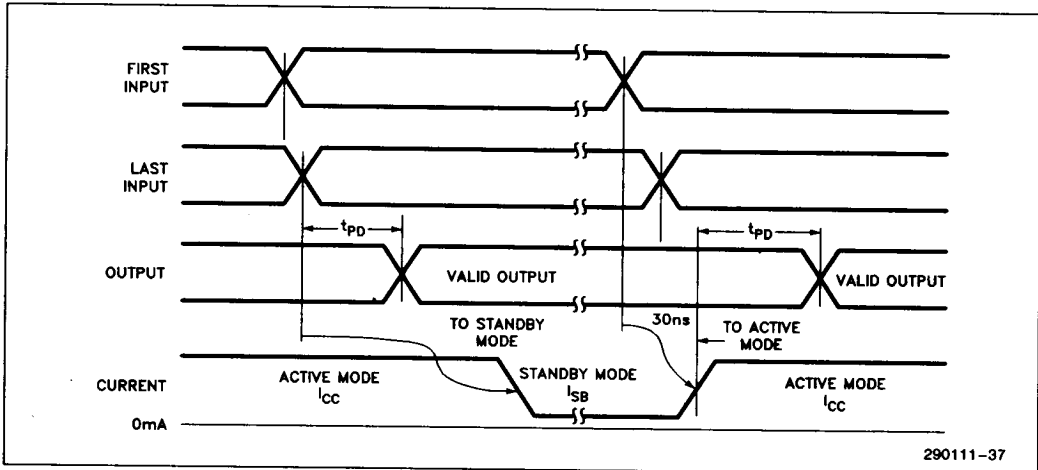 FIRST
INPUT
LAST
INPUT
tPD
tPD
OUTPUT
VALID OUTPUT
VALID OUTPUT
TO STANDBY
MODE
30ns
TO ACTIVE
MODE
CURRENT
ACTIVE MODE
ICC
STANDBY MODE
ISB
ACTIVE MODE
ICC
0mA
290111-37